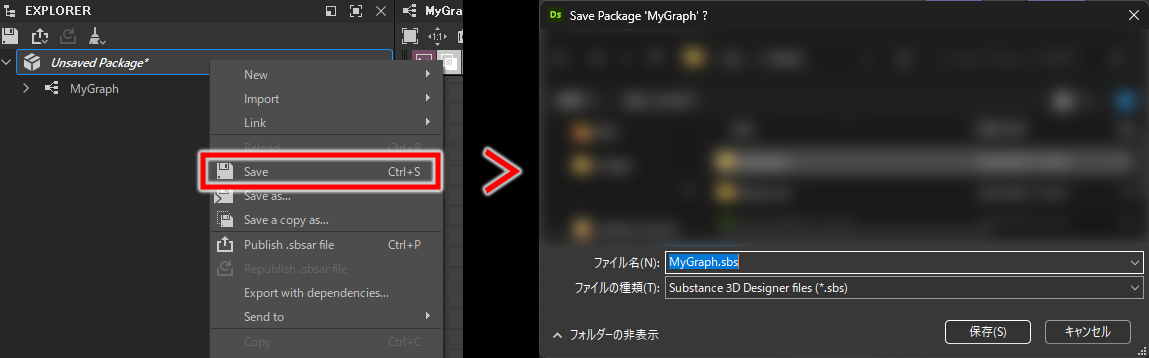 EXPLORER
Unsaved Package*
MyGraph
New
Import
Link
Reload Ctrl+R
Save Ctrl+S
Save as...
Save a copy as...
Publish .sbsar file Ctrl+P
Republish .sbsar file
Export with dependencies...
Send to
Copy Ctrl+C
MyGra
1:1
Ds Save Package 'MyGraph' ?
ファイル名(N): MyGraph.sbs
ファイルの種類(T): Substance 3D Designer files (*.sbs)
フォルダーの非表示
保存(S) キャンセル